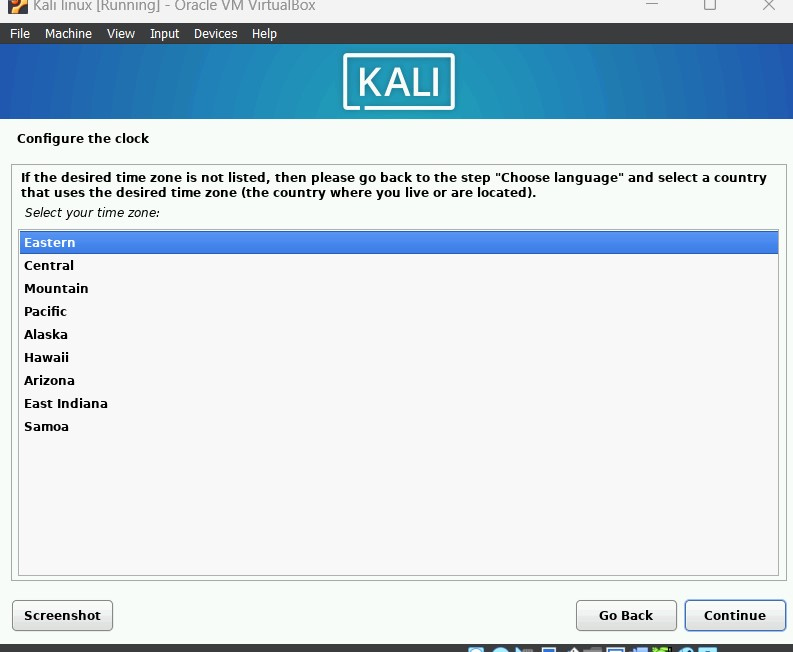 Kali linux [Running] - Oracle VM VirtualBox
File Machine View Input Devices Help
KALI
Configure the clock
If the desired time zone is not listed, then please go back to the step "Choose language" and select a country
that uses the desired time zone (the country where you live or are located).
Select your time zone:
Eastern
Central
Mountain
Pacific
Alaska
Hawaii
Arizona
East Indiana
Samoa
Screenshot Go Back Continue